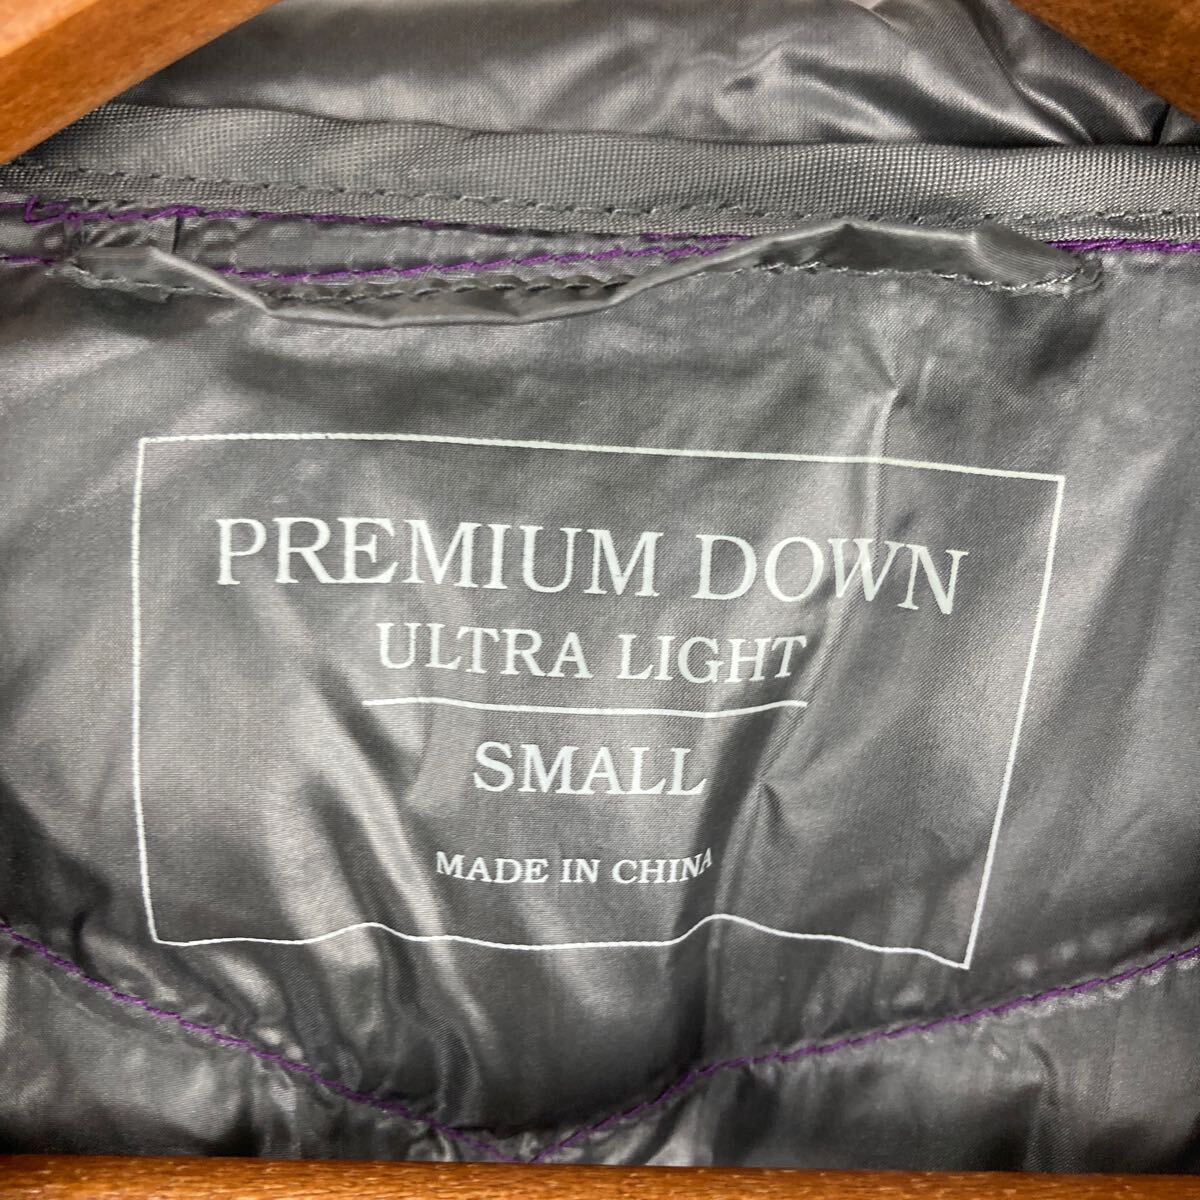 PREMIUM DOWN
ULTRA LIGHT
SMALL
MADE IN CHINA